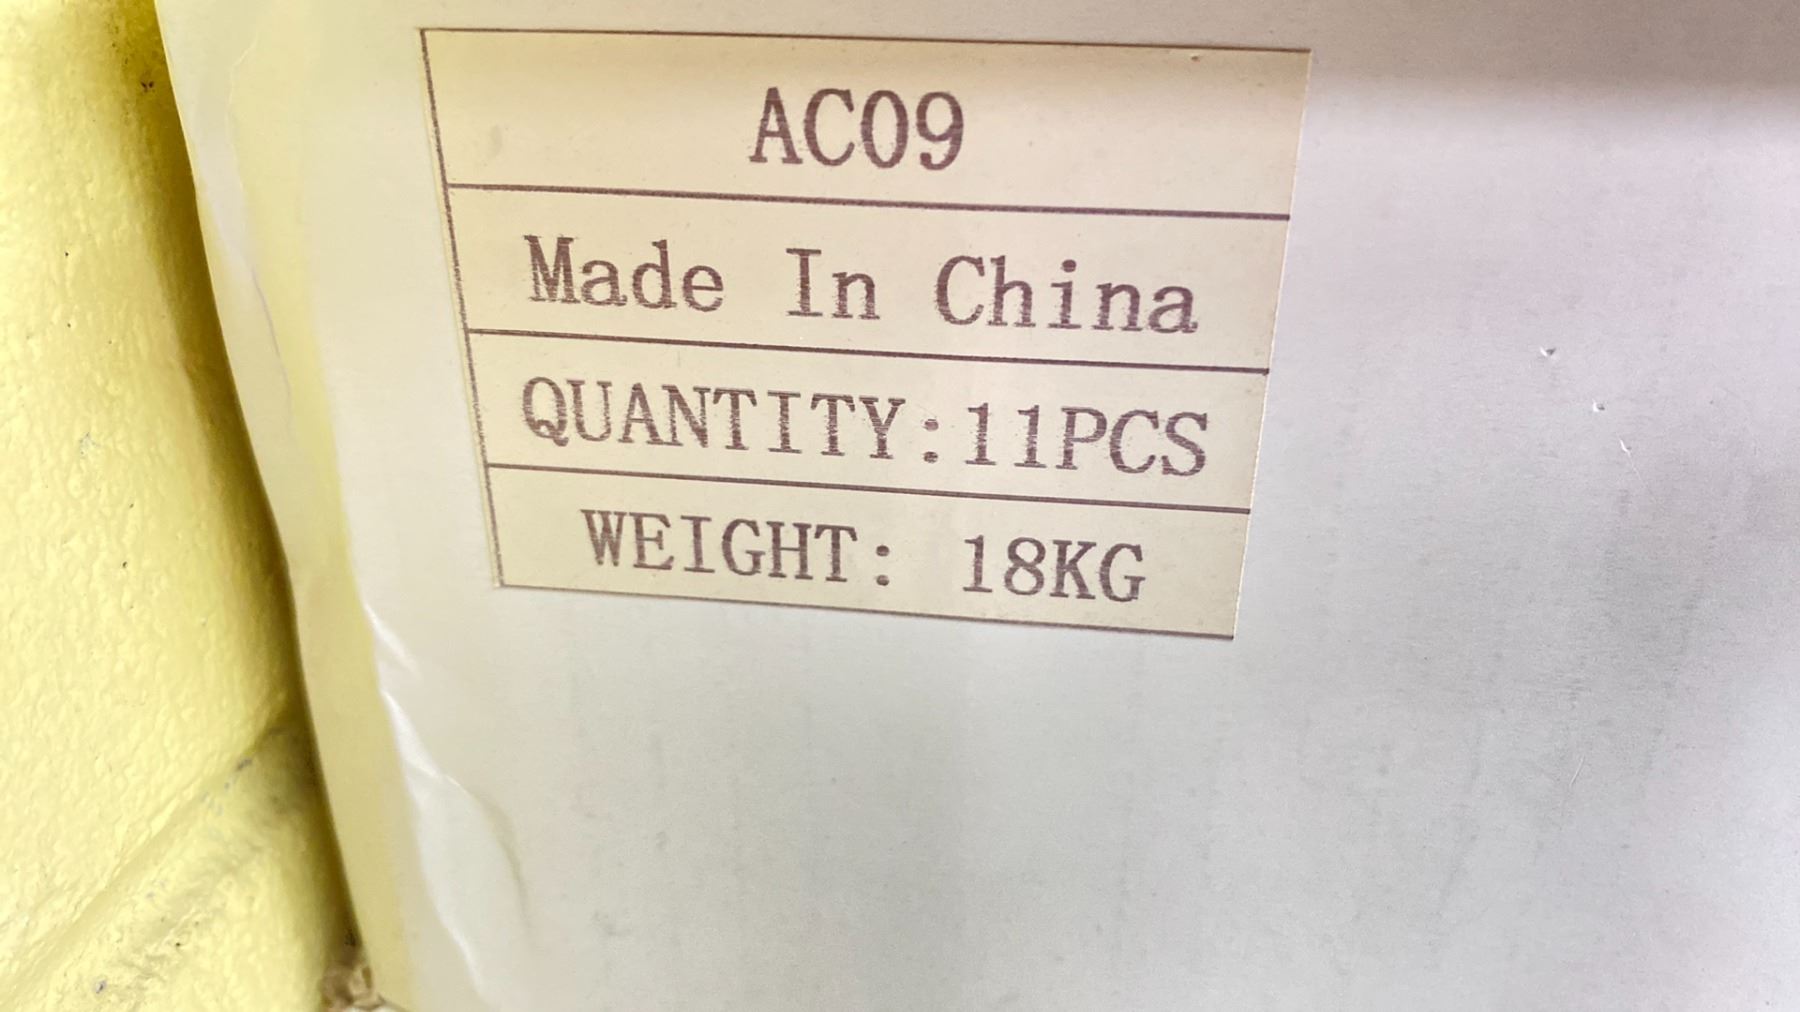 AC09
Made In China
QUANTITY:11PCS
WEIGHT: 18KG